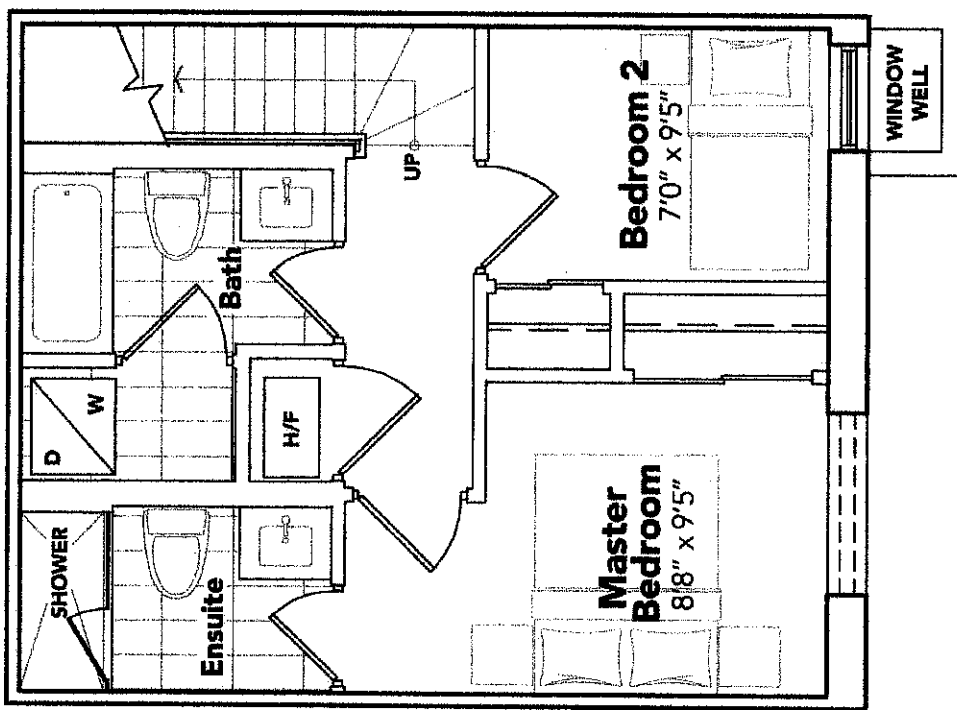 SHOWER
Ensuite
D
W
Bath
H/F
UP
Master
Bedroom
8'8" x 9'5"
Bedroom 2
7'0" x 9'5"
WINDOW
WELL